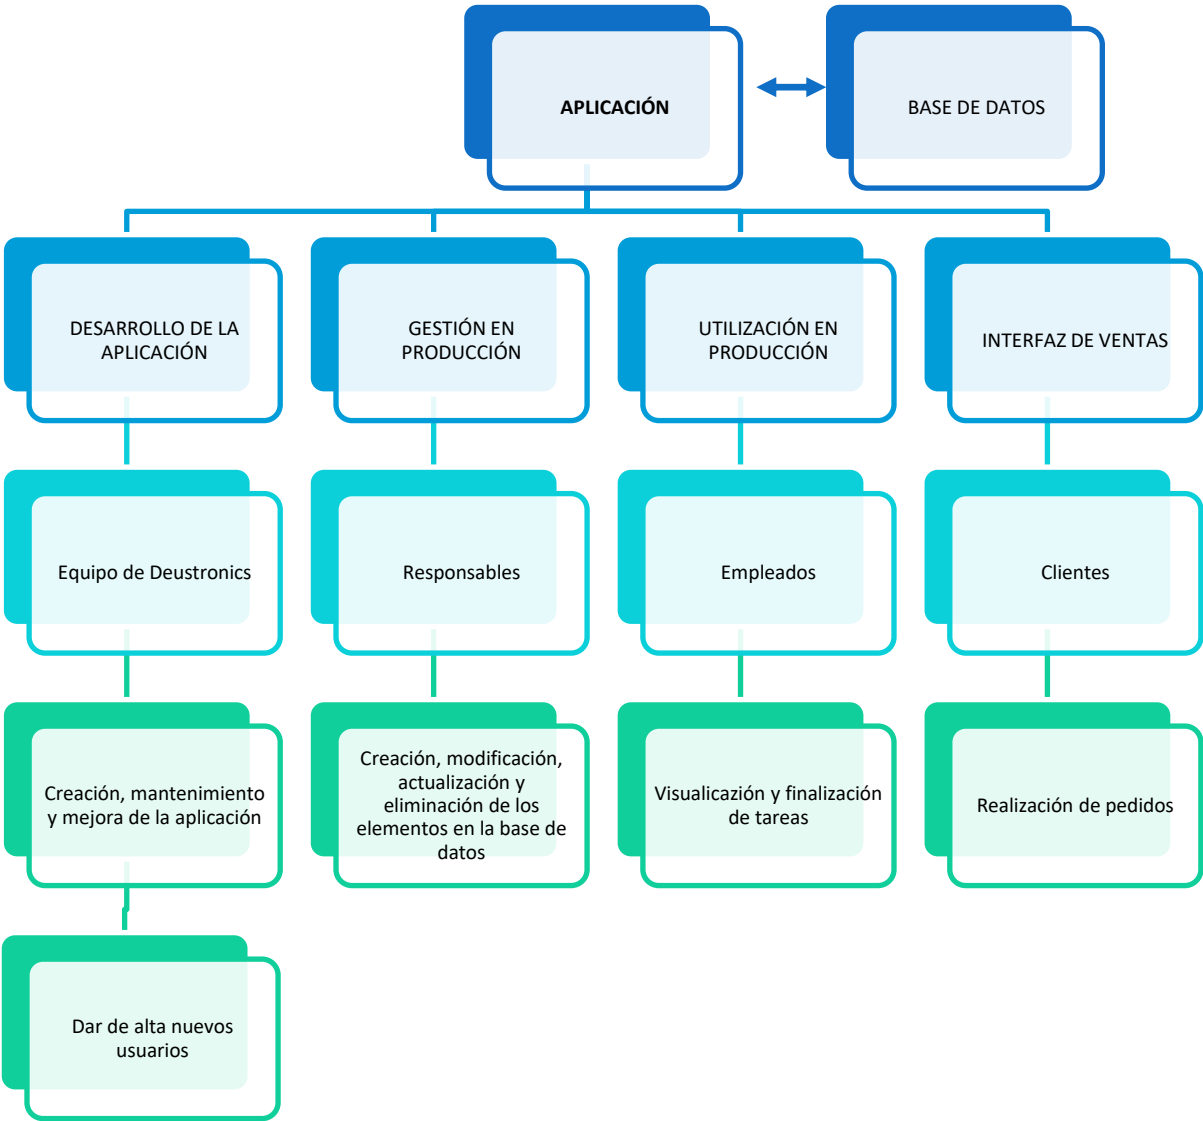 APLICACIÓN
BASE DE DATOS
DESARROLLO DE LA
APLICACIÓN
GESTIÓN EN
PRODUCCIÓN
UTILIZACIÓN EN
PRODUCCIÓN
INTERFAZ DE VENTAS
Equipo de Deustronics
Responsables
Empleados
Clientes
Creación, mantenimiento
y mejora de la aplicación
Creación, modificación,
actualización y
eliminación de los
elementos en la base de
datos
Visualicazión y finalización
de tareas
Realización de pedidos
Dar de alta nuevos
usuarios